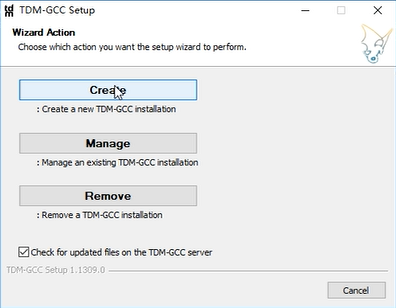 TDM-GCC Setup
Wizard Action
Choose which action you want the setup wizard to perform.
Create
: Create a new TDM-GCC installation
Manage
: Manage an existing TDM-GCC installation
Remove
: Remove a TDM-GCC installation
Check for updated files on the TDM-GCC server
TDM-GCC Setup 1.1309.0
Cancel